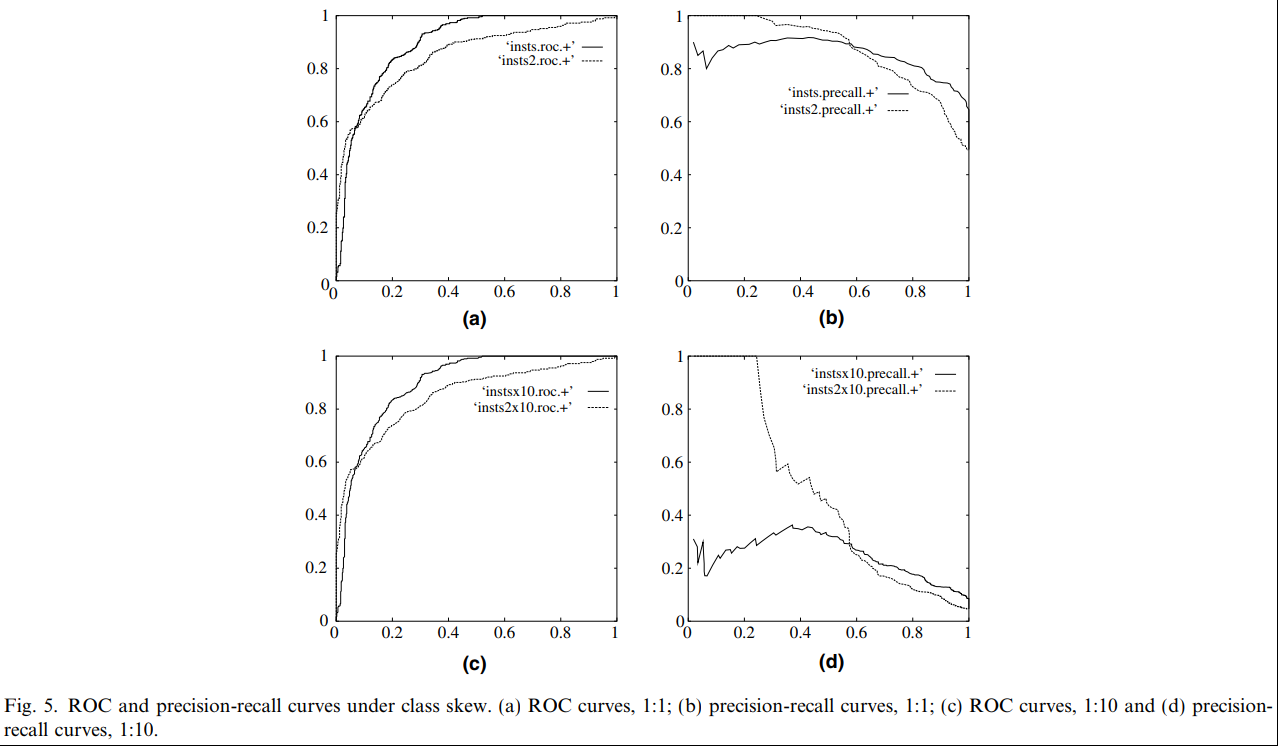 1
0.8
0.6
0.4
0.2
0
0 0.2 0.4 0.6 0.8 1
‘insts.roc.+’
‘insts2.roc.+’
(a)
1
0.8
0.6
0.4
0.2
0
0 0.2 0.4 0.6 0.8 1
‘insts.precall.+’
‘insts2.precall.+’
(b)
1
0.8
0.6
0.4
0.2
0
0 0.2 0.4 0.6 0.8 1
‘instsx10.roc.+’
‘insts2x10.roc.+’
(c)
1
0.8
0.6
0.4
0.2
0
0 0.2 0.4 0.6 0.8 1
‘instsx10.precall.+’
‘insts2x10.precall.+’
(d)
Fig. 5. ROC and precision-recall curves under class skew. (a) ROC curves, 1:1; (b) precision-recall curves, 1:1; (c) ROC curves, 1:10 and (d) precision-
recall curves, 1:10.